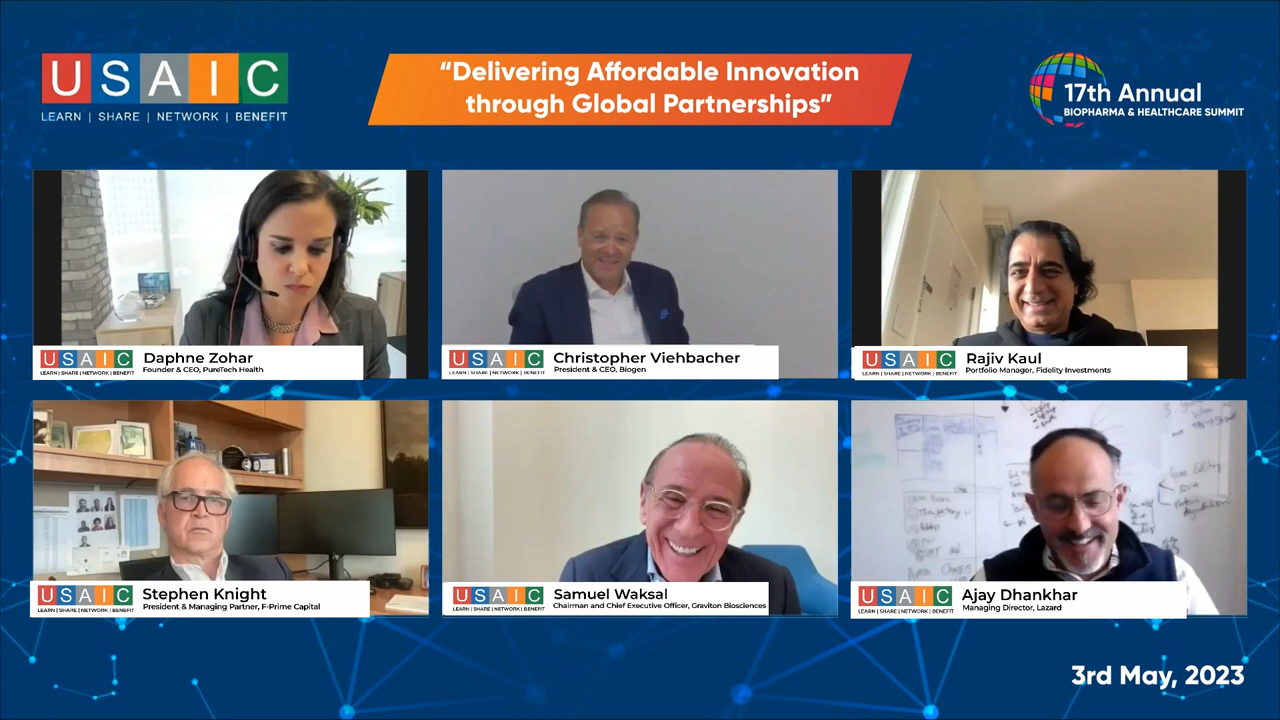 USAIC
LEARN | SHARE | NETWORK | BENEFIT
“Delivering Affordable Innovation
through Global Partnerships”
17th Annual
BIOPHARMA & HEALTHCARE SUMMIT
USAIC
LEARN | SHARE | NETWORK | BENEFIT
Daphne Zohar
Founder & CEO, PureTech Health
USAIC
LEARN | SHARE | NETWORK | BENEFIT
Christopher Viehbacher
President & CEO, Biogen
USAIC
LEARN | SHARE | NETWORK | BENEFIT
Rajiv Kaul
Portfolio Manager, Fidelity Investments
USAIC
LEARN | SHARE | NETWORK | BENEFIT
Stephen Knight
President & Managing Partner, F-Prime Capital
USAIC
LEARN | SHARE | NETWORK | BENEFIT
Samuel Waksal
Chairman and Chief Executive Officer, Graviton Biosciences
Gene Editing
USAIC
LEARN | SHARE | NETWORK | BENEFIT
Ajay Dhankhar
Managing Director, Lazard
3rd May, 2023